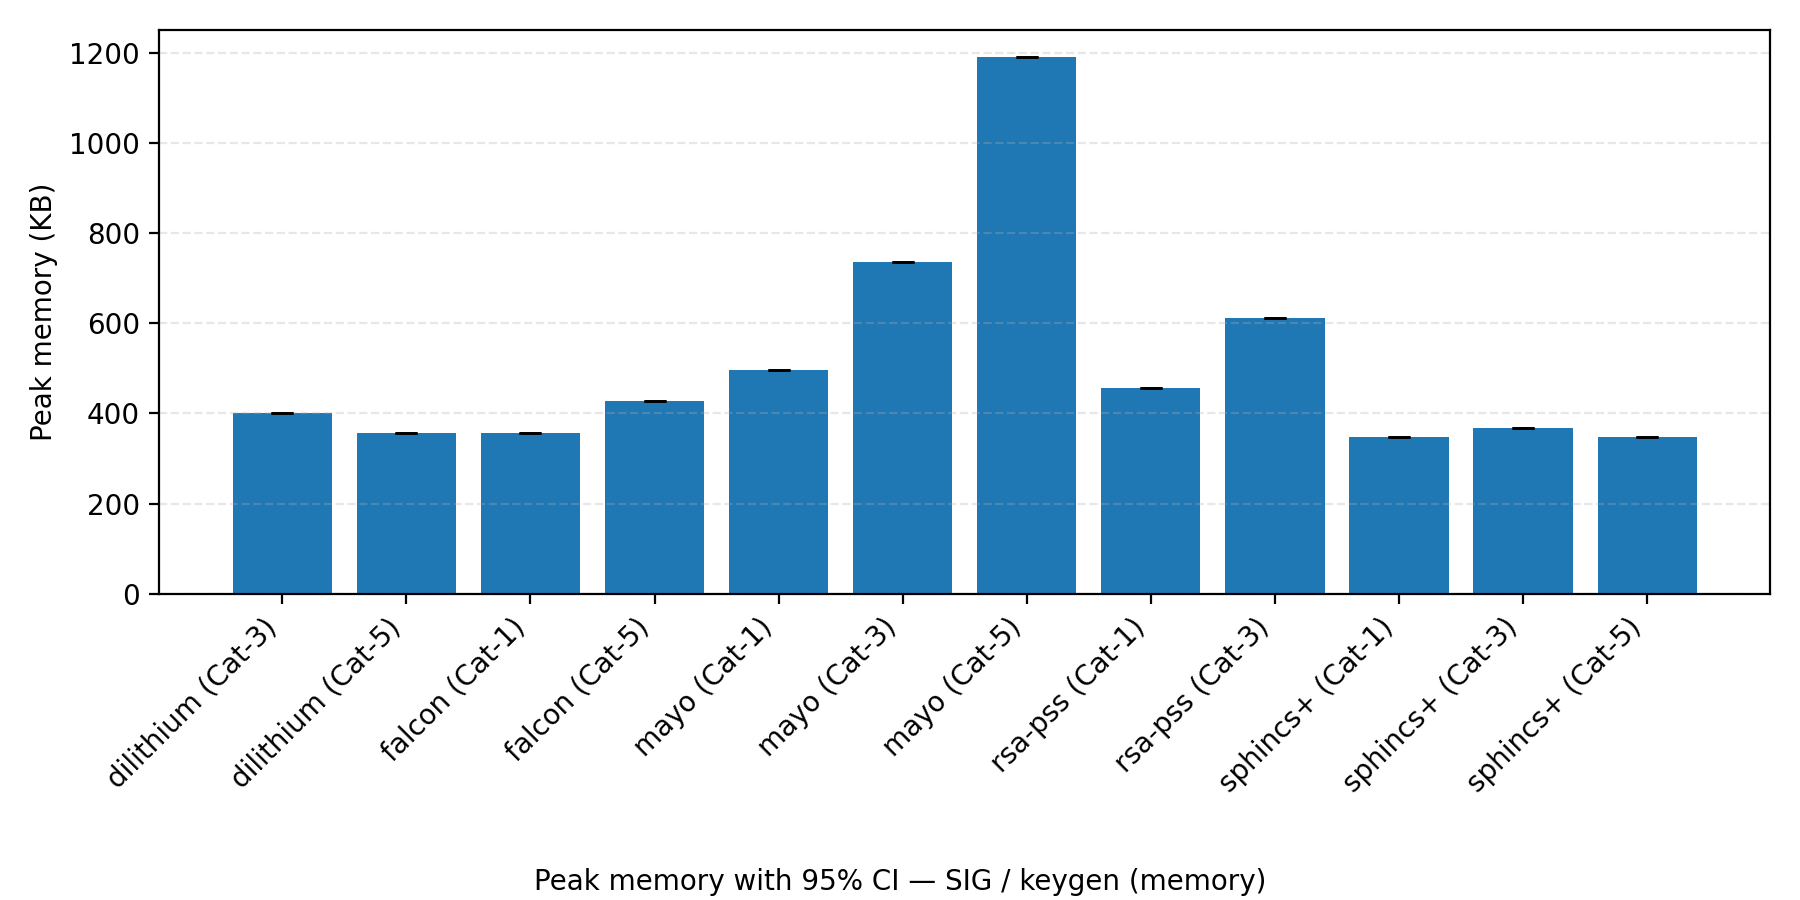 1200
1000
800
600
400
200
0
Peak memory (KB)
dilithium (Cat-3)
dilithium (Cat-5)
falcon (Cat-1)
falcon (Cat-5)
mayo (Cat-1)
mayo (Cat-3)
mayo (Cat-5)
rsa-pss (Cat-1)
rsa-pss (Cat-3)
sphincs+ (Cat-1)
sphincs+ (Cat-3)
sphincs+ (Cat-5)
Peak memory with 95% CI — SIG / keygen (memory)